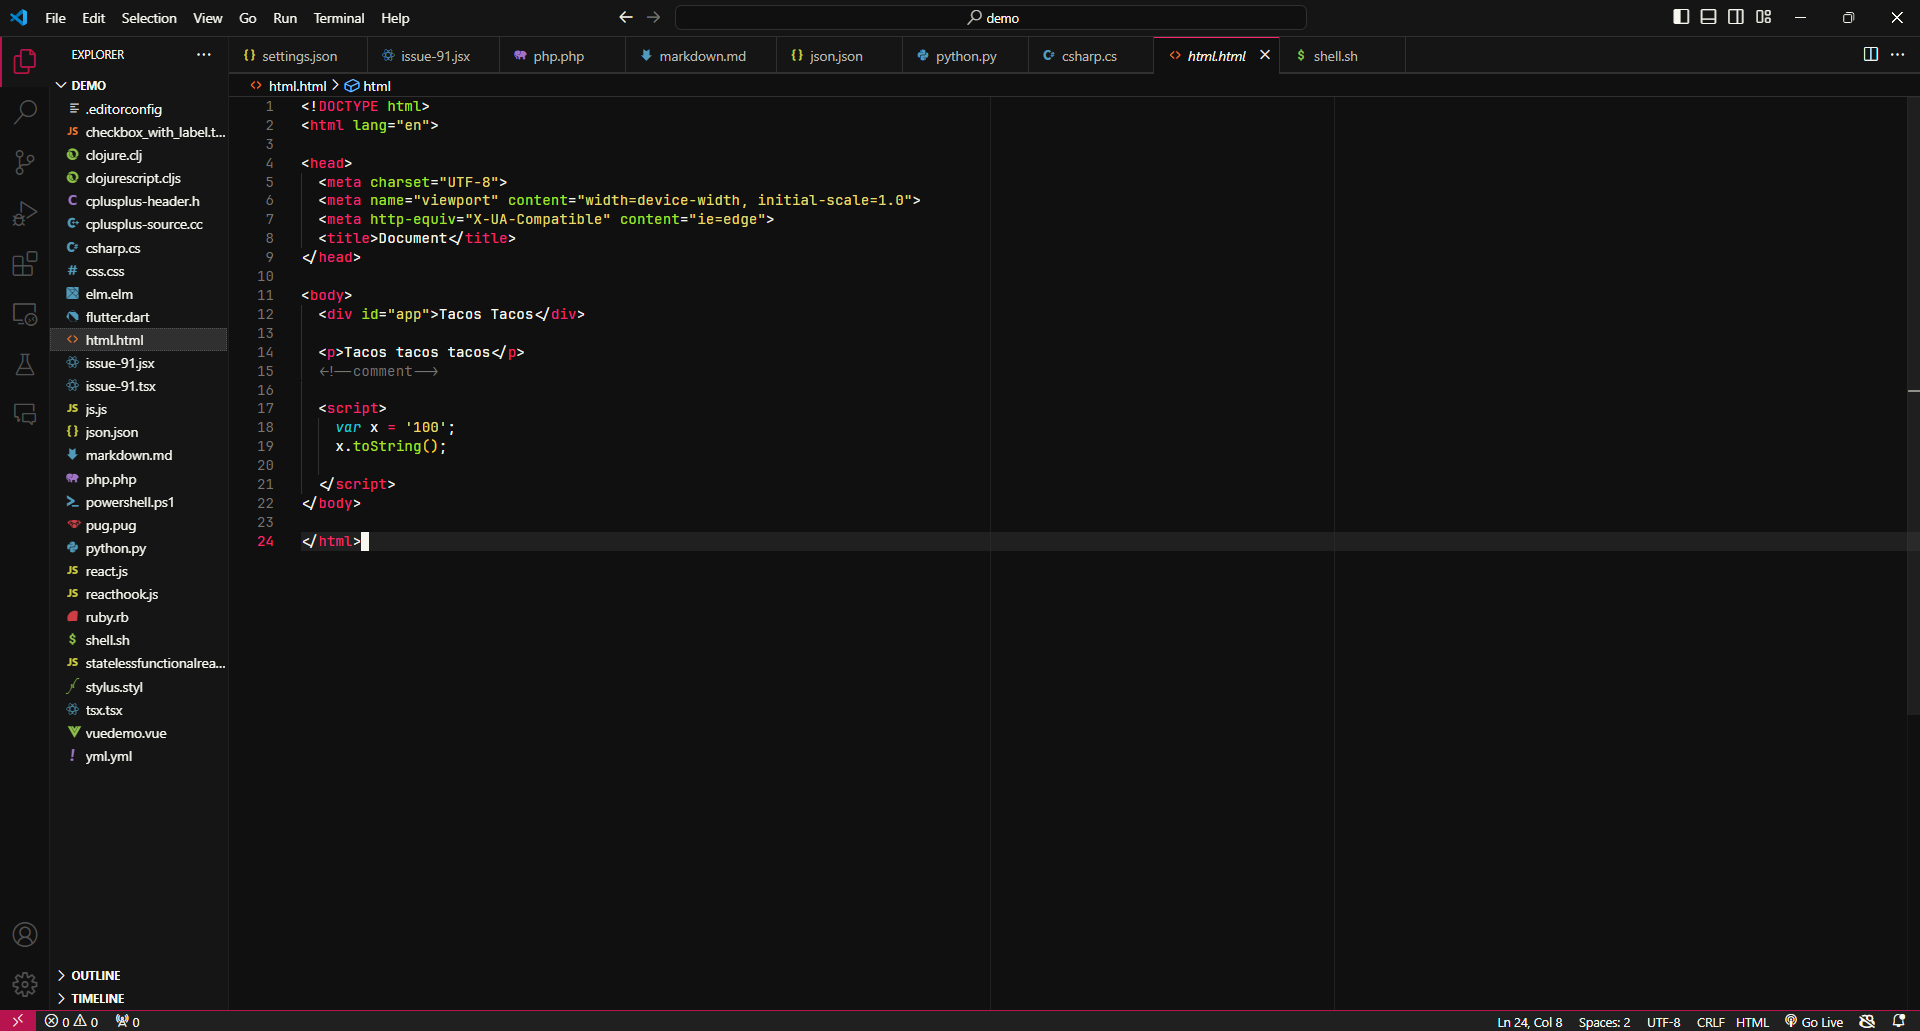 File Edit Selection View Go Run Terminal Help
demo
EXPLORER
settings.json
issue-91.jsx
php.php
markdown.md
json.json
python.py
csharp.cs
html.html
shell.sh
html.html > html
DEMO
.editorconfig
checkbox_with_label.t...
clojure.clj
clojurescript.cljs
cplusplus-header.h
cplusplus-source.cc
csharp.cs
css.css
elm.elm
flutter.dart
html.html
issue-91.jsx
issue-91.tsx
js.js
json.json
markdown.md
php.php
powershell.ps1
pug.pug
python.py
react.js
reacthook.js
ruby.rb
shell.sh
statelessfunctionalrea...
stylus.styl
tsx.tsx
vuedemo.vue
yml.yml
OUTLINE
TIMELINE
1 <!DOCTYPE html>
2 <html lang="en">
3
4 <head>
5 <meta charset="UTF-8">
6 <meta name="viewport" content="width=device-width, initial-scale=1.0">
7 <meta http-equiv="X-UA-Compatible" content="ie=edge">
8 <title>Document</title>
9 </head>
10
11 <body>
12 <div id="app">Tacos Tacos</div>
13
14 <p>Tacos tacos tacos</p>
15 <!--comment-->
16
17 <script>
18 var x = '100';
19 x.toString();
20
21 </script>
22 </body>
23
24 </html>
0 0 0
Ln 24, Col 8 Spaces: 2 UTF-8 CRLF HTML Go Live